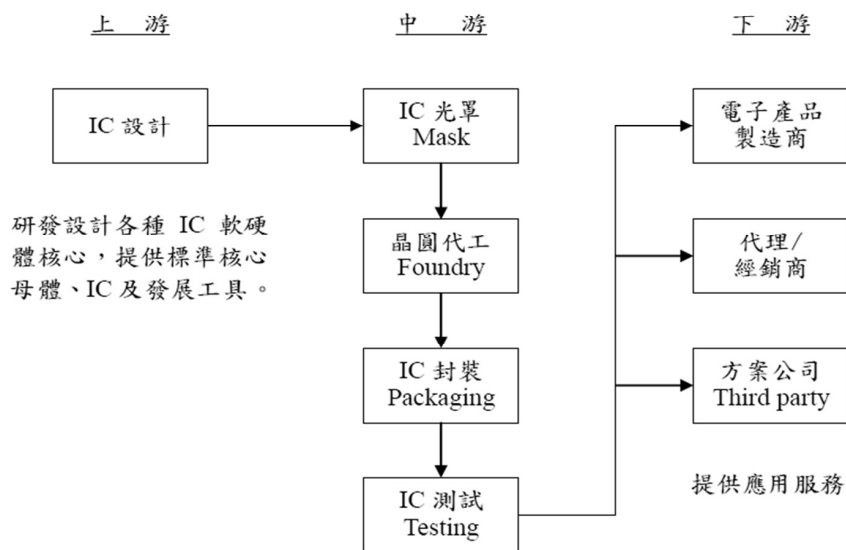 上 游
中 游
下 游
IC 設計
研發設計各種 IC 軟硬
體核心，提供標準核心
母體、IC 及發展工具。
IC 光罩
Mask
晶圓代工
Foundry
IC 封裝
Packaging
IC 測試
Testing
電子產品
製造商
代理/
經銷商
方案公司
Third party
提供應用服務